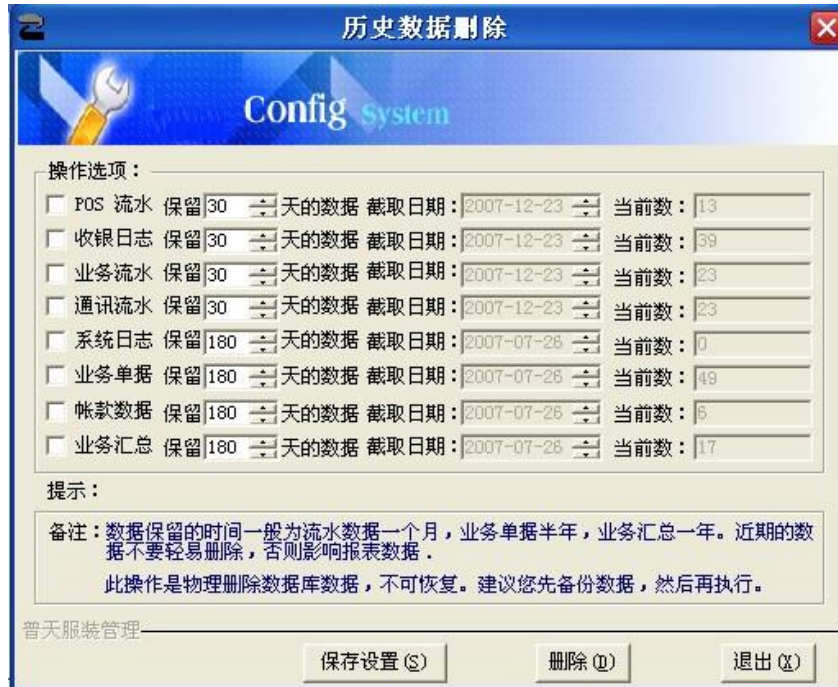 历史数据删除
Config System
操作选项：
POS 流水 保留 30 天的数据 截取日期：2007-12-23 当前数：13
收银日志 保留 30 天的数据 截取日期：2007-12-23 当前数：39
业务流水 保留 30 天的数据 截取日期：2007-12-23 当前数：23
通讯流水 保留 30 天的数据 截取日期：2007-12-23 当前数：23
系统日志 保留 180 天的数据 截取日期：2007-07-26 当前数：0
业务单据 保留 180 天的数据 截取日期：2007-07-26 当前数：49
帐款数据 保留 180 天的数据 截取日期：2007-07-26 当前数：6
业务汇总 保留 180 天的数据 截取日期：2007-07-26 当前数：17
提示：
备注：数据保留的时间一般为流水数据一个月，业务单据半年，业务汇总一年。近期的数
据不要轻易删除，否则影响报表数据．
此操作是物理删除数据库数据，不可恢复。建议您先备份数据，然后再执行。
普天服装管理
保存设置(S) 删除(D) 退出(X)